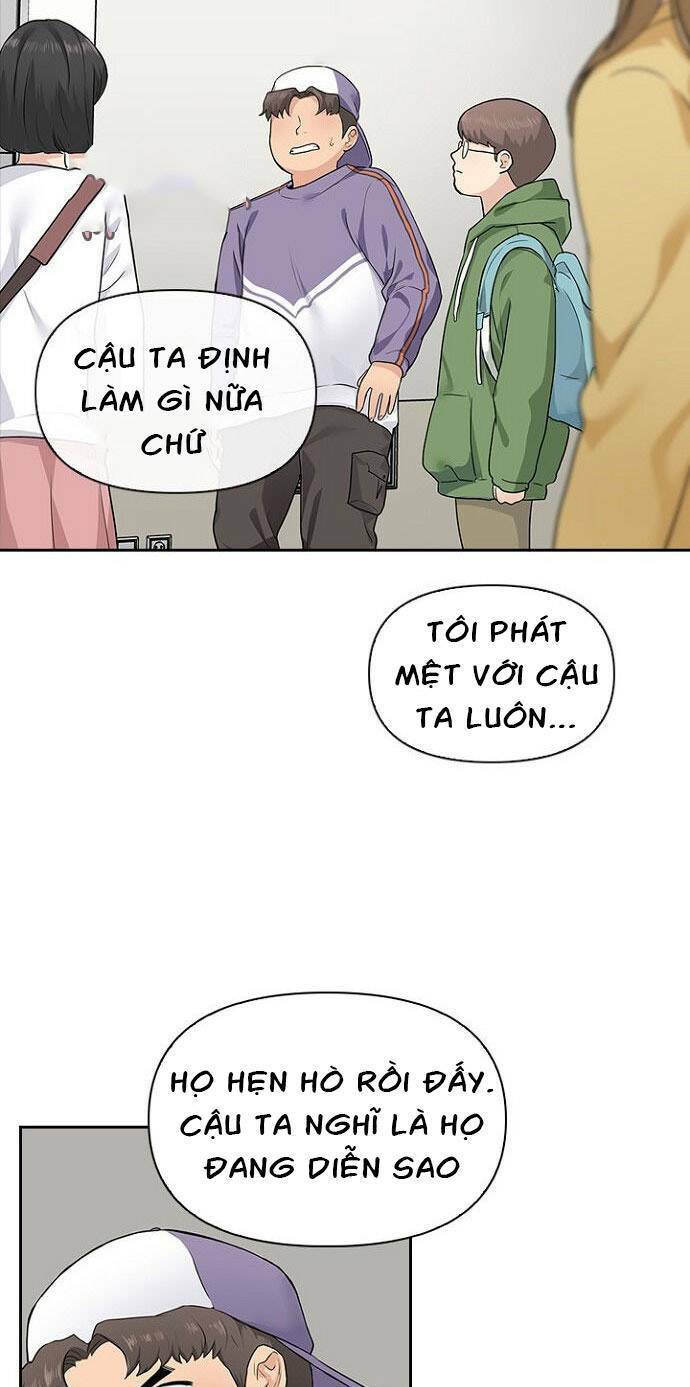 CẬU TA ĐỊNH
LÀM GÌ NỮA
CHỨ
TÔI PHÁT
MỆT VỚI CẬU
TA LUÔN...
HỌ HẸN HÒ RỒI ĐẤY.
CẬU TA NGHĨ LÀ HỌ
ĐANG DIỄN SAO